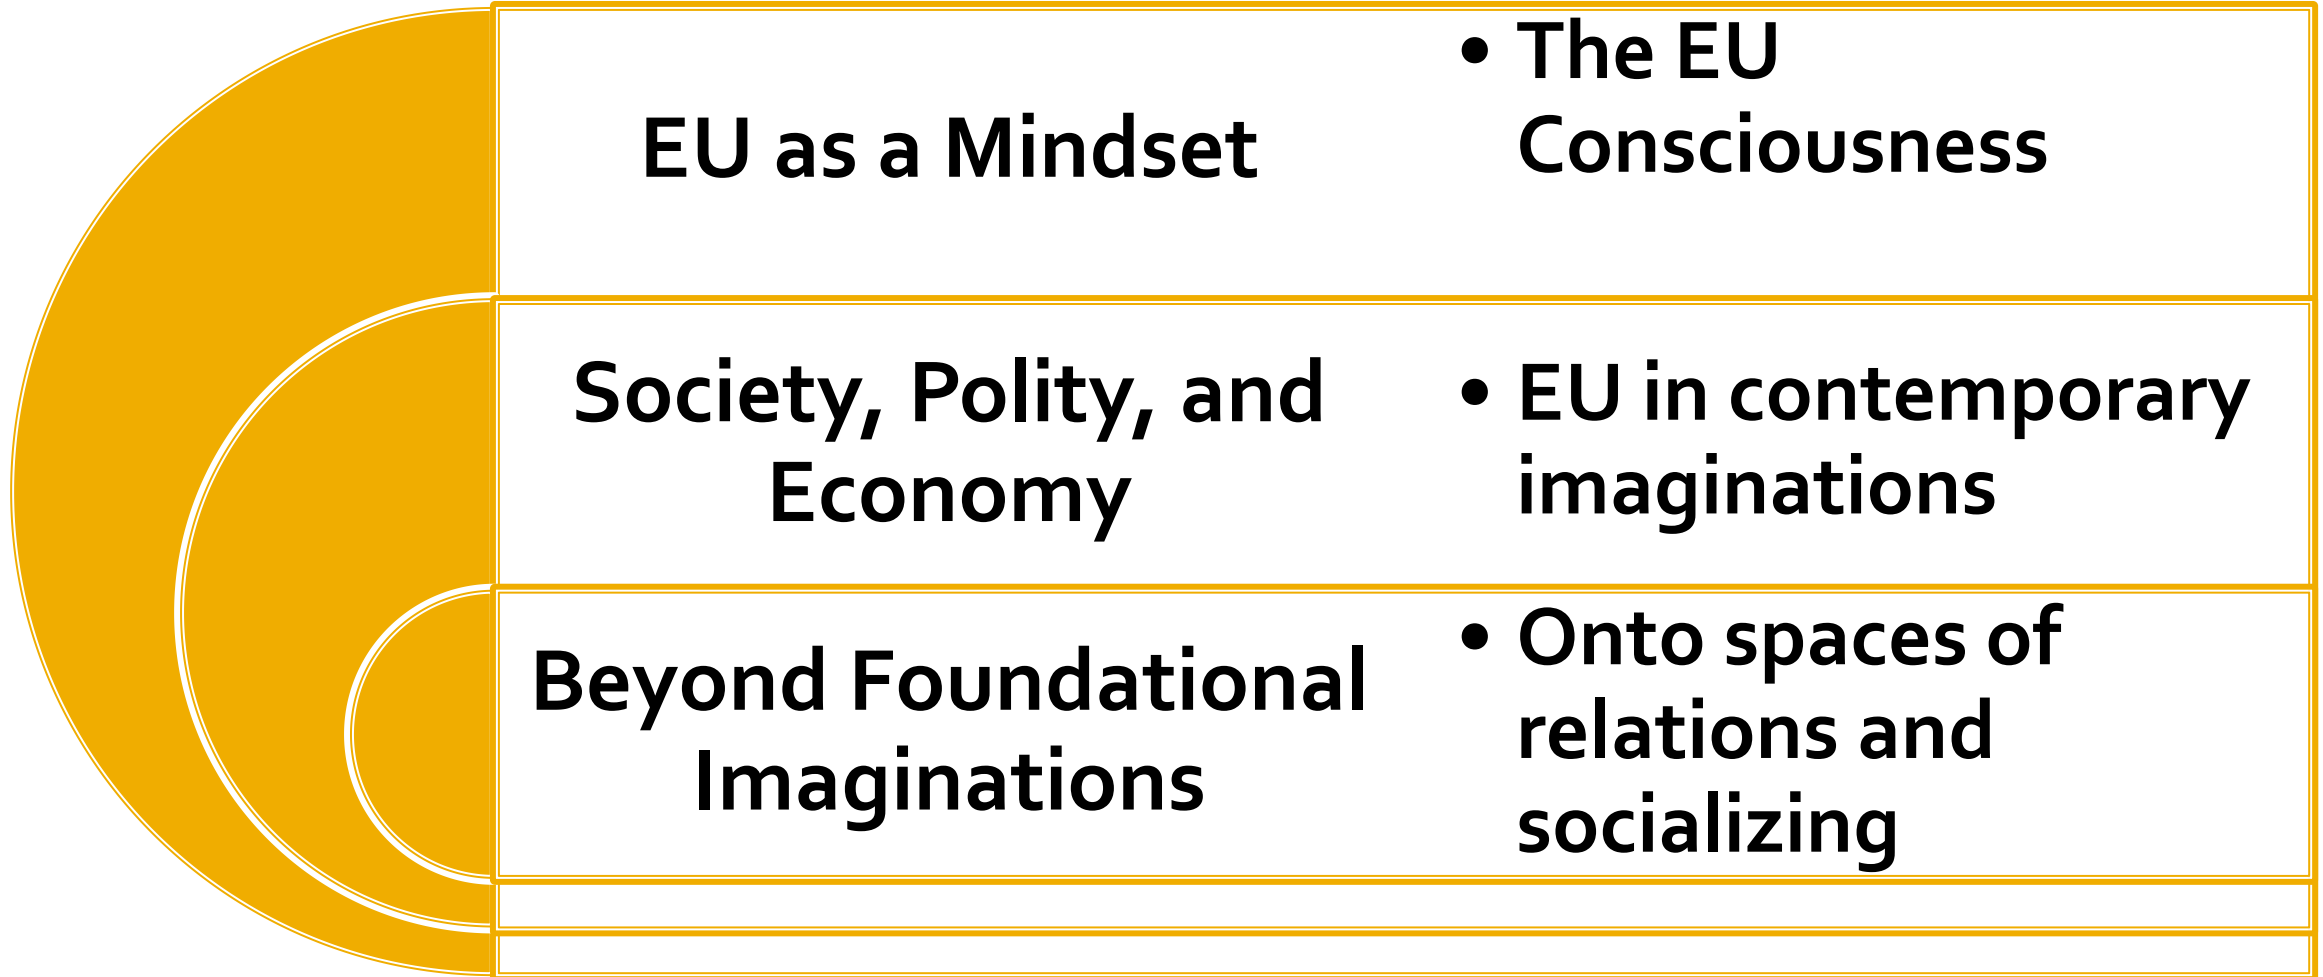 EU as a Mindset
• The EU
Consciousness
Society, Polity, and
Economy
• EU in contemporary
imaginations
Beyond Foundational
Imaginations
• Onto spaces of
relations and
socializing